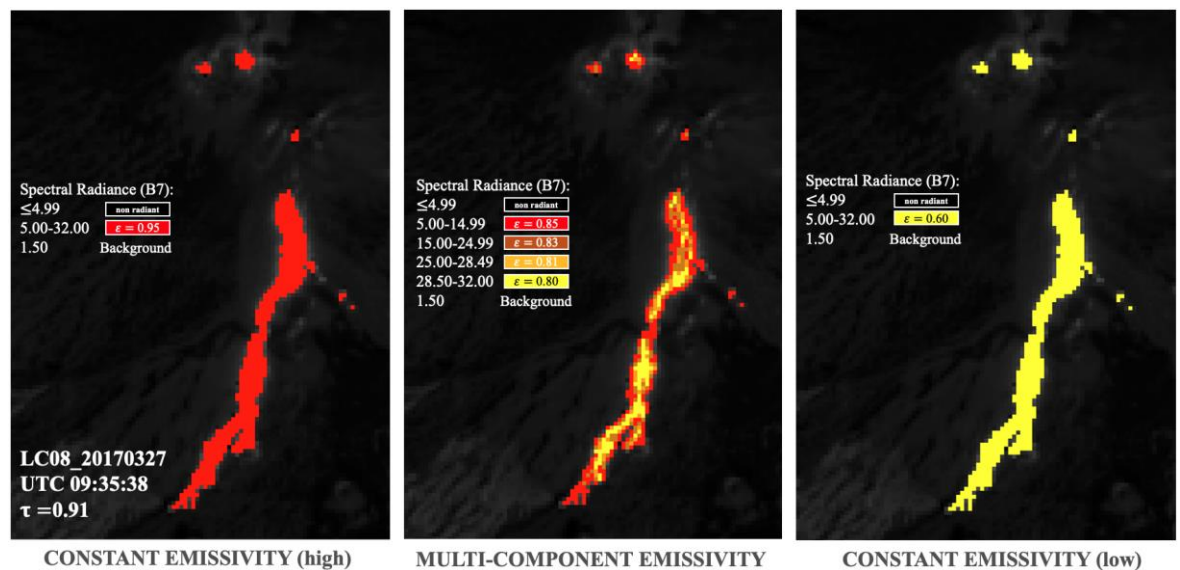 Spectral Radiance (B7):
≤4.99 non radiant
5.00-32.00 ε = 0.95
1.50 Background
LC08_20170327
UTC 09:35:38
τ =0.91
CONSTANT EMISSIVITY (high)
Spectral Radiance (B7):
≤4.99 non radiant
5.00-14.99 ε = 0.85
15.00-24.99 ε = 0.83
25.00-28.49 ε = 0.81
28.50-32.00 ε = 0.80
1.50 Background
MULTI-COMPONENT EMISSIVITY
Spectral Radiance (B7):
≤4.99 non radiant
5.00-32.00 ε = 0.60
1.50 Background
CONSTANT EMISSIVITY (low)